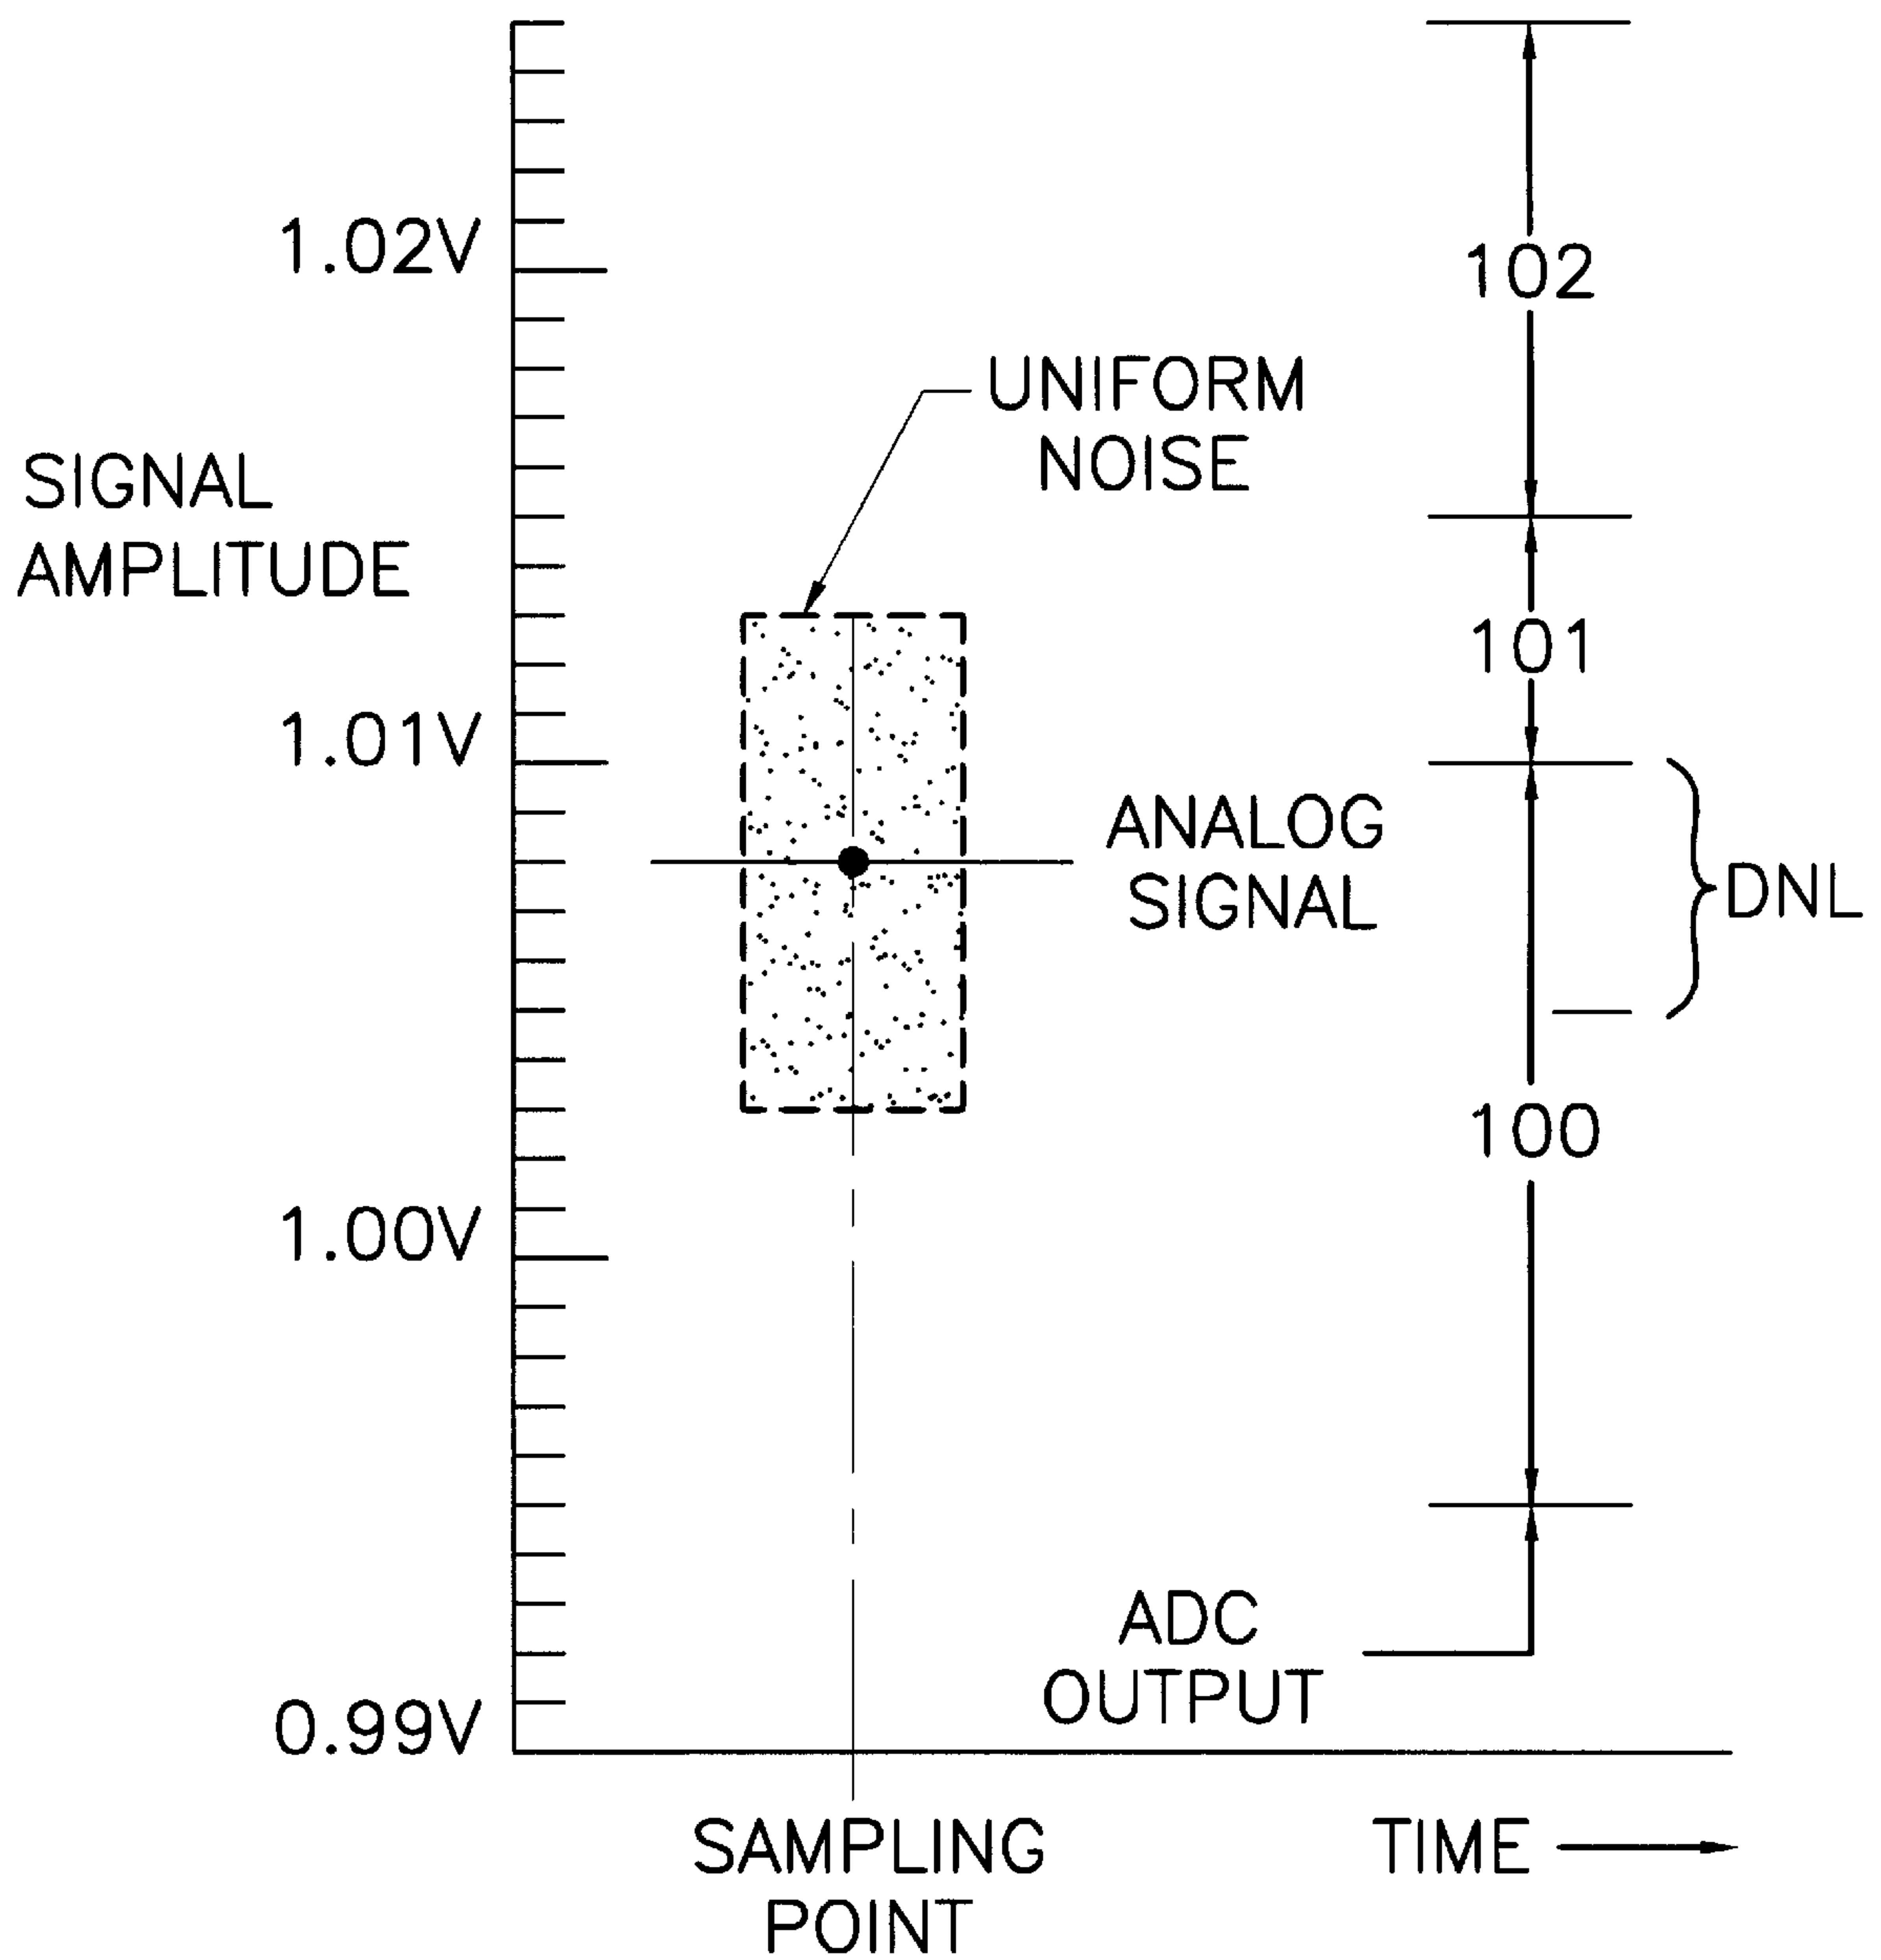 1.02V
102
UNIFORM
NOISE
SIGNAL
AMPLITUDE
101
1.01V
ANALOG
SIGNAL
DNL
100
1.00V
ADC
OUTPUT
0.99V
SAMPLING
POINT
TIME